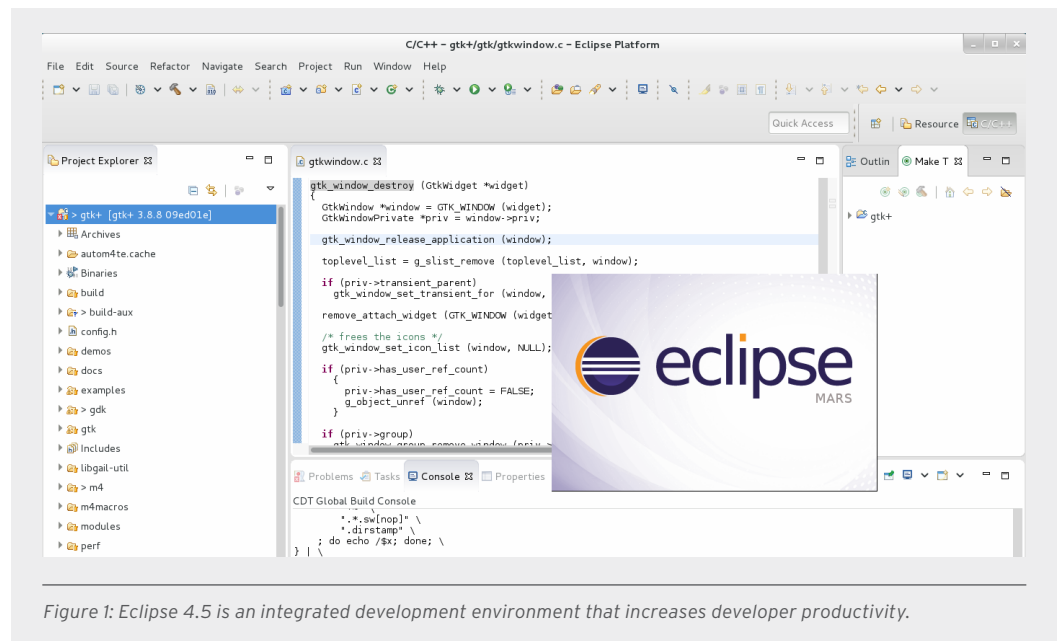 C/C++ - gtk+/gtk/gtkwindow.c - Eclipse Platform
File Edit Source Refactor Navigate Search Project Run Window Help
Quick Access
Resource
C/C++
Project Explorer
> gtk+ [gtk+ 3.8.8 09ed01e]
Archives
autom4te.cache
Binaries
build
> build-aux
config.h
demos
docs
examples
> gdk
gtk
Includes
libgail-util
> m4
m4macros
modules
perf
gtkwindow.c
gtk_window_destroy (GtkWidget *widget)
{
GtkWindow *window = GTK_WINDOW (widget);
GtkWindowPrivate *priv = window->priv;
gtk_window_release_application (window);
toplevel_list = g_slist_remove (toplevel_list, window);
if (priv->transient_parent)
gtk_window_set_transient_for (window,
remove_attach_widget (GTK_WINDOW (widget
/* frees the icons */
gtk_window_set_icon_list (window, NULL);
if (priv->has_user_ref_count)
{
priv->has_user_ref_count = FALSE;
g_object_unref (window);
}
if (priv->group)
gtk_window_group_remove_window (priv->
Outlin
Make T
gtk+
eclipse
MARS
Problems Tasks Console Properties
CDT Global Build Console
".*.sw[nop]" \
".dirstamp" \
; do echo /$x; done; \
} | \
Figure 1: Eclipse 4.5 is an integrated development environment that increases developer productivity.